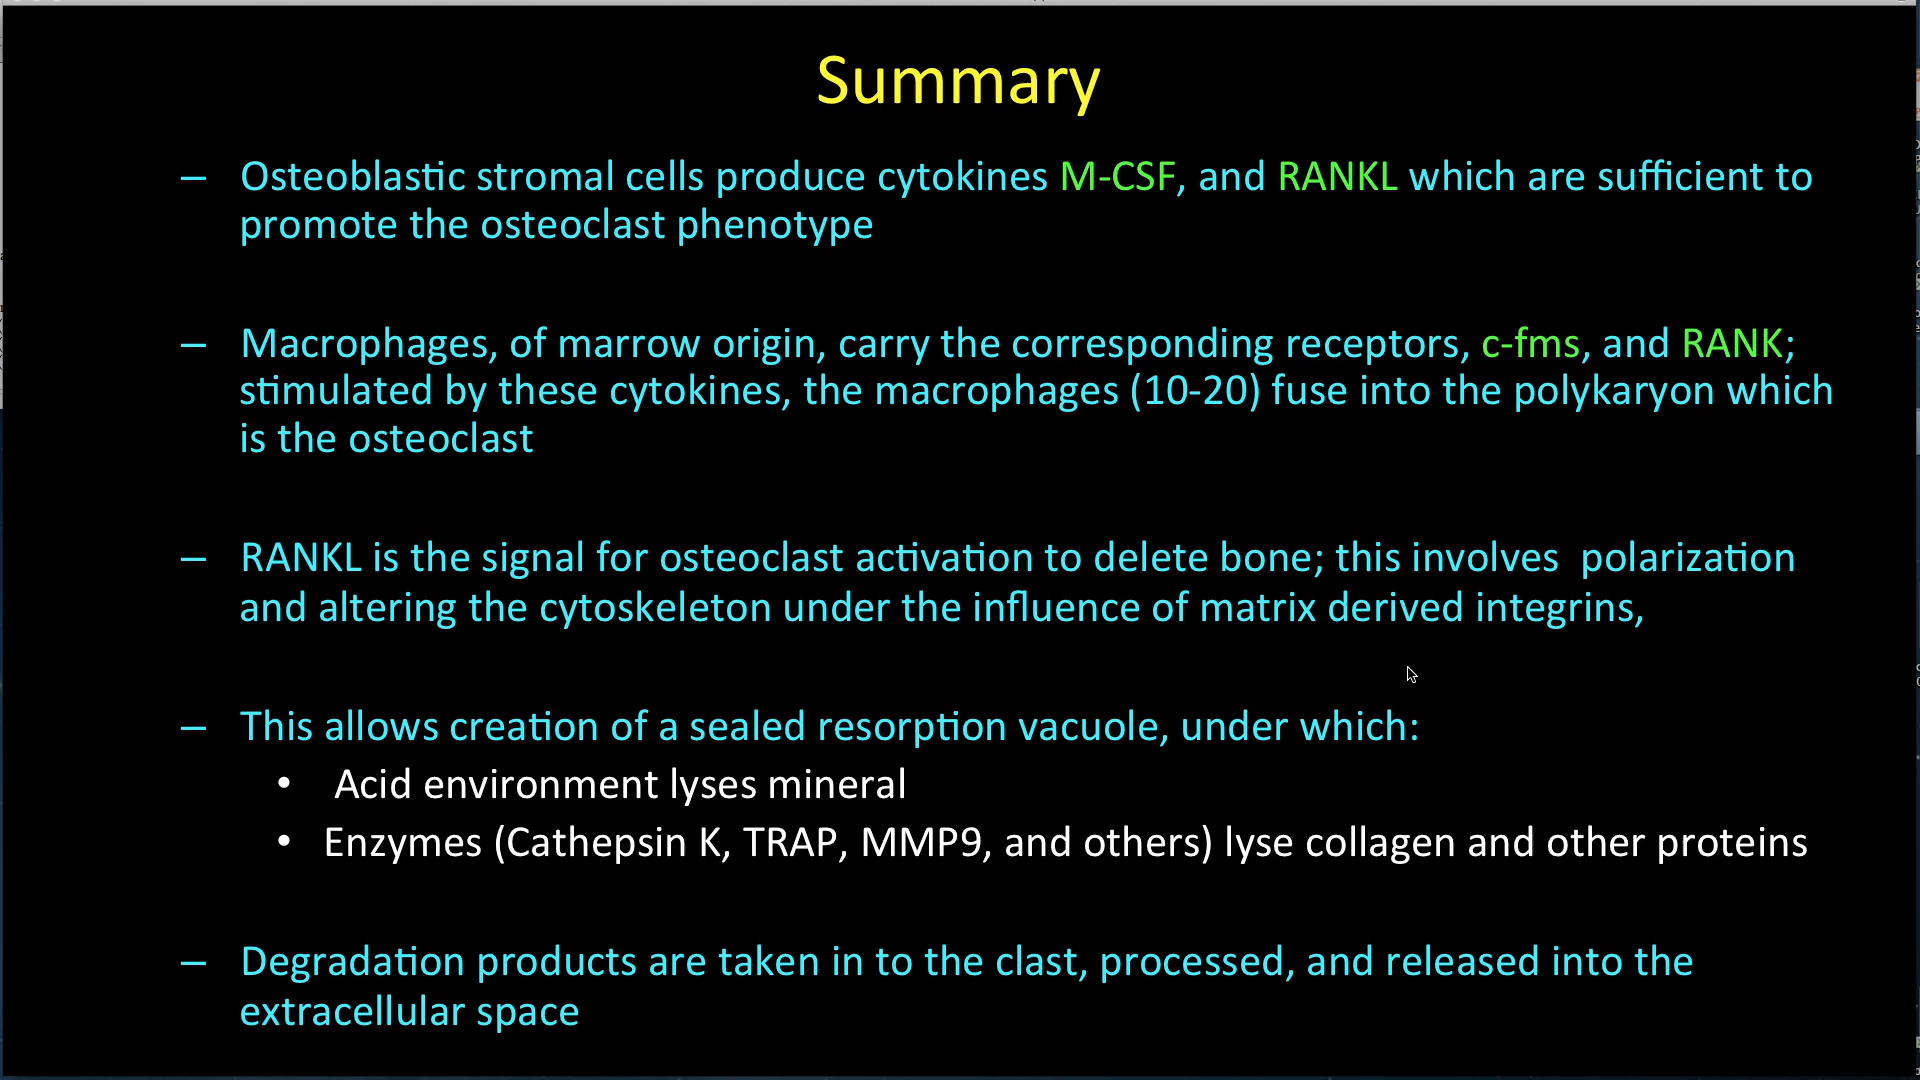 Summary
– Osteoblastic stromal cells produce cytokines M-CSF, and RANKL which are sufficient to
promote the osteoclast phenotype
– Macrophages, of marrow origin, carry the corresponding receptors, c-fms, and RANK;
stimulated by these cytokines, the macrophages (10-20) fuse into the polykaryon which
is the osteoclast
– RANKL is the signal for osteoclast activation to delete bone; this involves  polarization
and altering the cytoskeleton under the influence of matrix derived integrins,
– This allows creation of a sealed resorption vacuole, under which:
• Acid environment lyses mineral
• Enzymes (Cathepsin K, TRAP, MMP9, and others) lyse collagen and other proteins
– Degradation products are taken in to the clast, processed, and released into the
extracellular space